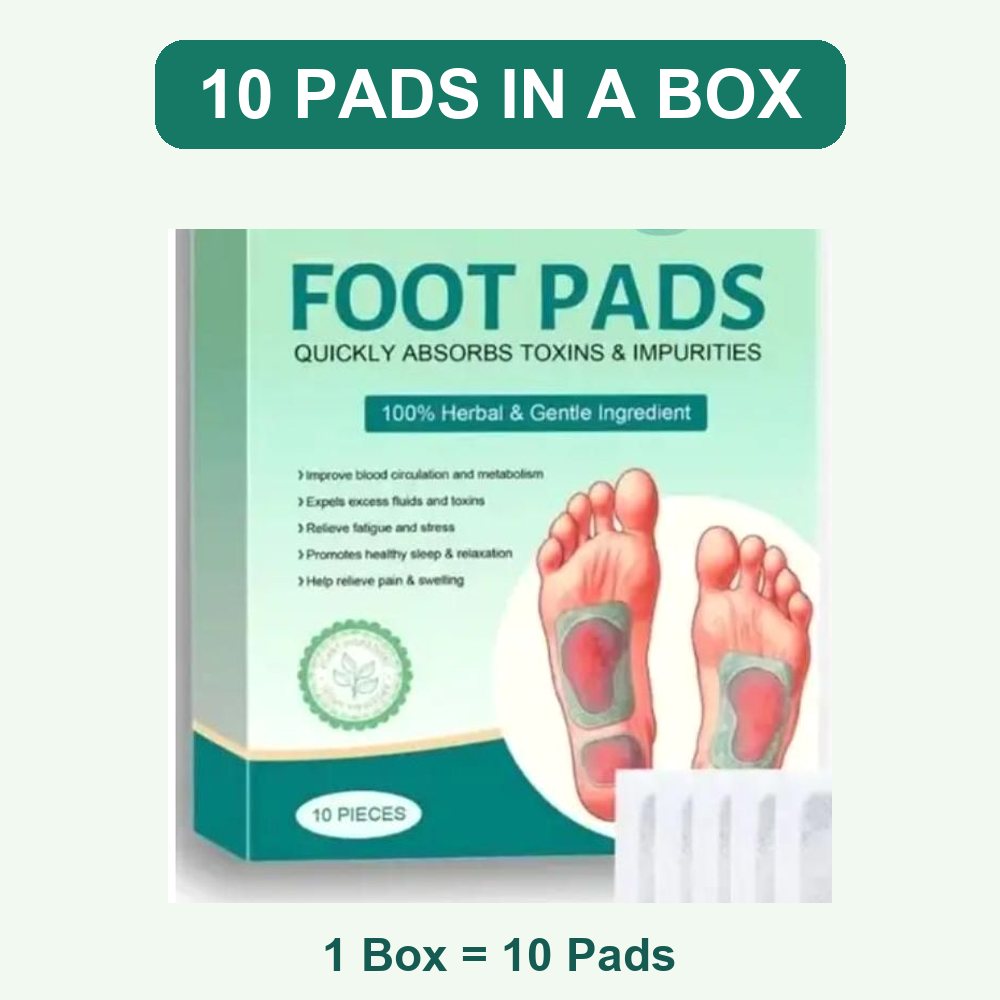 10 PADS IN A BOX
FOOT PADS
QUICKLY ABSORBS TOXINS & IMPURITIES
100% Herbal & Gentle Ingredient
Improve blood circulation and metabolism
Expels excess fluids and toxins
Relieve fatigue and stress
Promotes healthy sleep & relaxation
Help relieve pain & swelling
10 PIECES
1 Box = 10 Pads